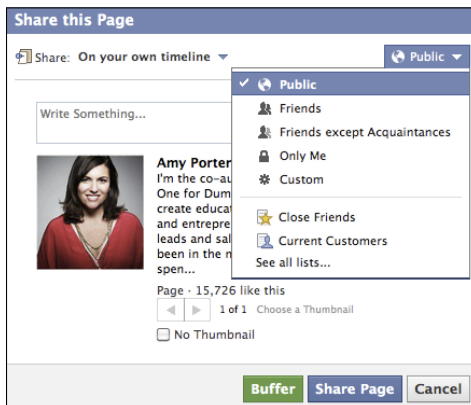 Share this Page
Share: On your own timeline
Public
Public
Friends
Friends except Acquaintances
Only Me
Custom
Close Friends
Current Customers
See all lists...
Write Something...
Amy Porter
I'm the co-au
One for Dum
create educat
and entrepre
leads and sal
been in the n
spen...
Page · 15,726 like this
1 of 1 Choose a Thumbnail
No Thumbnail
Buffer
Share Page
Cancel